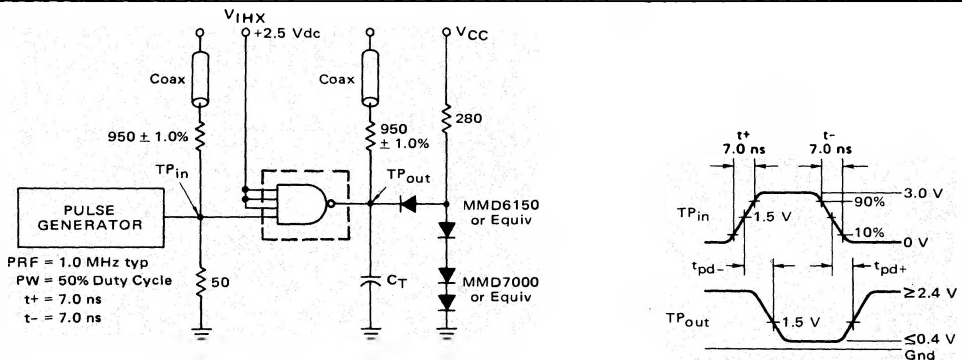 VIHX
+2.5 Vdc
VCC
Coax
Coax
280
950 ± 1.0%
950
± 1.0%
TPin
TPout
MMD6150
or Equiv
PULSE
GENERATOR
PRF = 1.0 MHz typ
PW = 50% Duty Cycle
t+ = 7.0 ns
t- = 7.0 ns
50
CT
MMD7000
or Equiv
t+
7.0 ns
t-
7.0 ns
3.0 V
90%
TPin
1.5 V
10%
0 V
tpd-
tpd+
≥2.4 V
TPout
1.5 V
≤0.4 V
Gnd